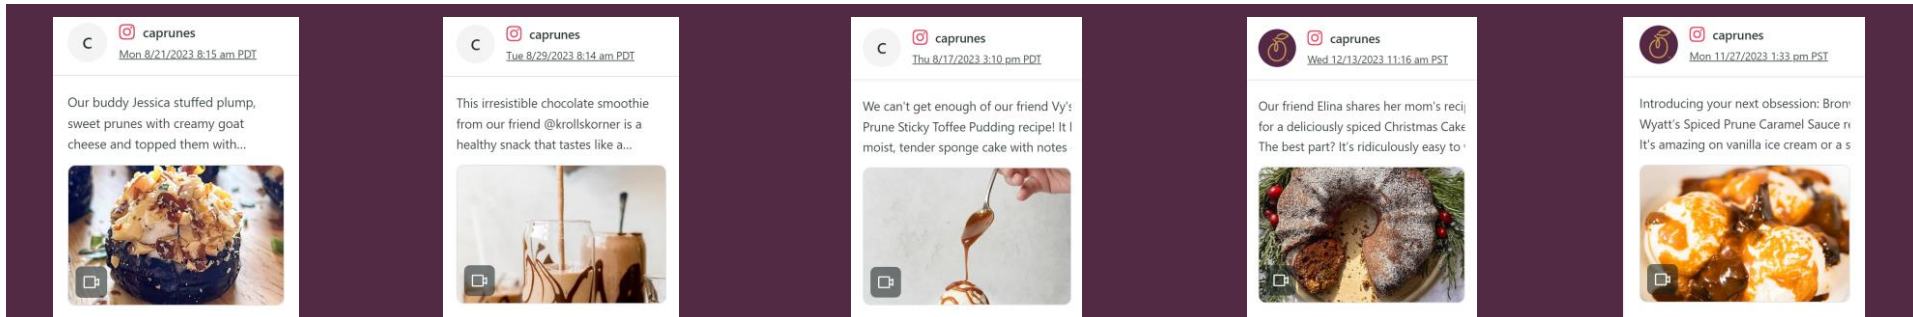 C
caprunes
Mon 8/21/2023 8:15 am PDT
Our buddy Jessica stuffed plump,
sweet prunes with creamy goat
cheese and topped them with...
C
caprunes
Tue 8/29/2023 8:14 am PDT
This irresistible chocolate smoothie
from our friend @krollskorner is a
healthy snack that tastes like a...
C
caprunes
Thu 8/17/2023 3:10 pm PDT
We can't get enough of our friend Vy's
Prune Sticky Toffee Pudding recipe! It
moist, tender sponge cake with notes
caprunes
Wed 12/13/2023 11:16 am PST
Our friend Elina shares her mom's
for a deliciously spiced Christmas Cake
The best part? It's ridiculously easy to
caprunes
Mon 11/27/2023 1:33 pm PST
Introducing your next obsession:
Wyatt's Spiced Prune Caramel Sauce
It's amazing on vanilla ice cream or a